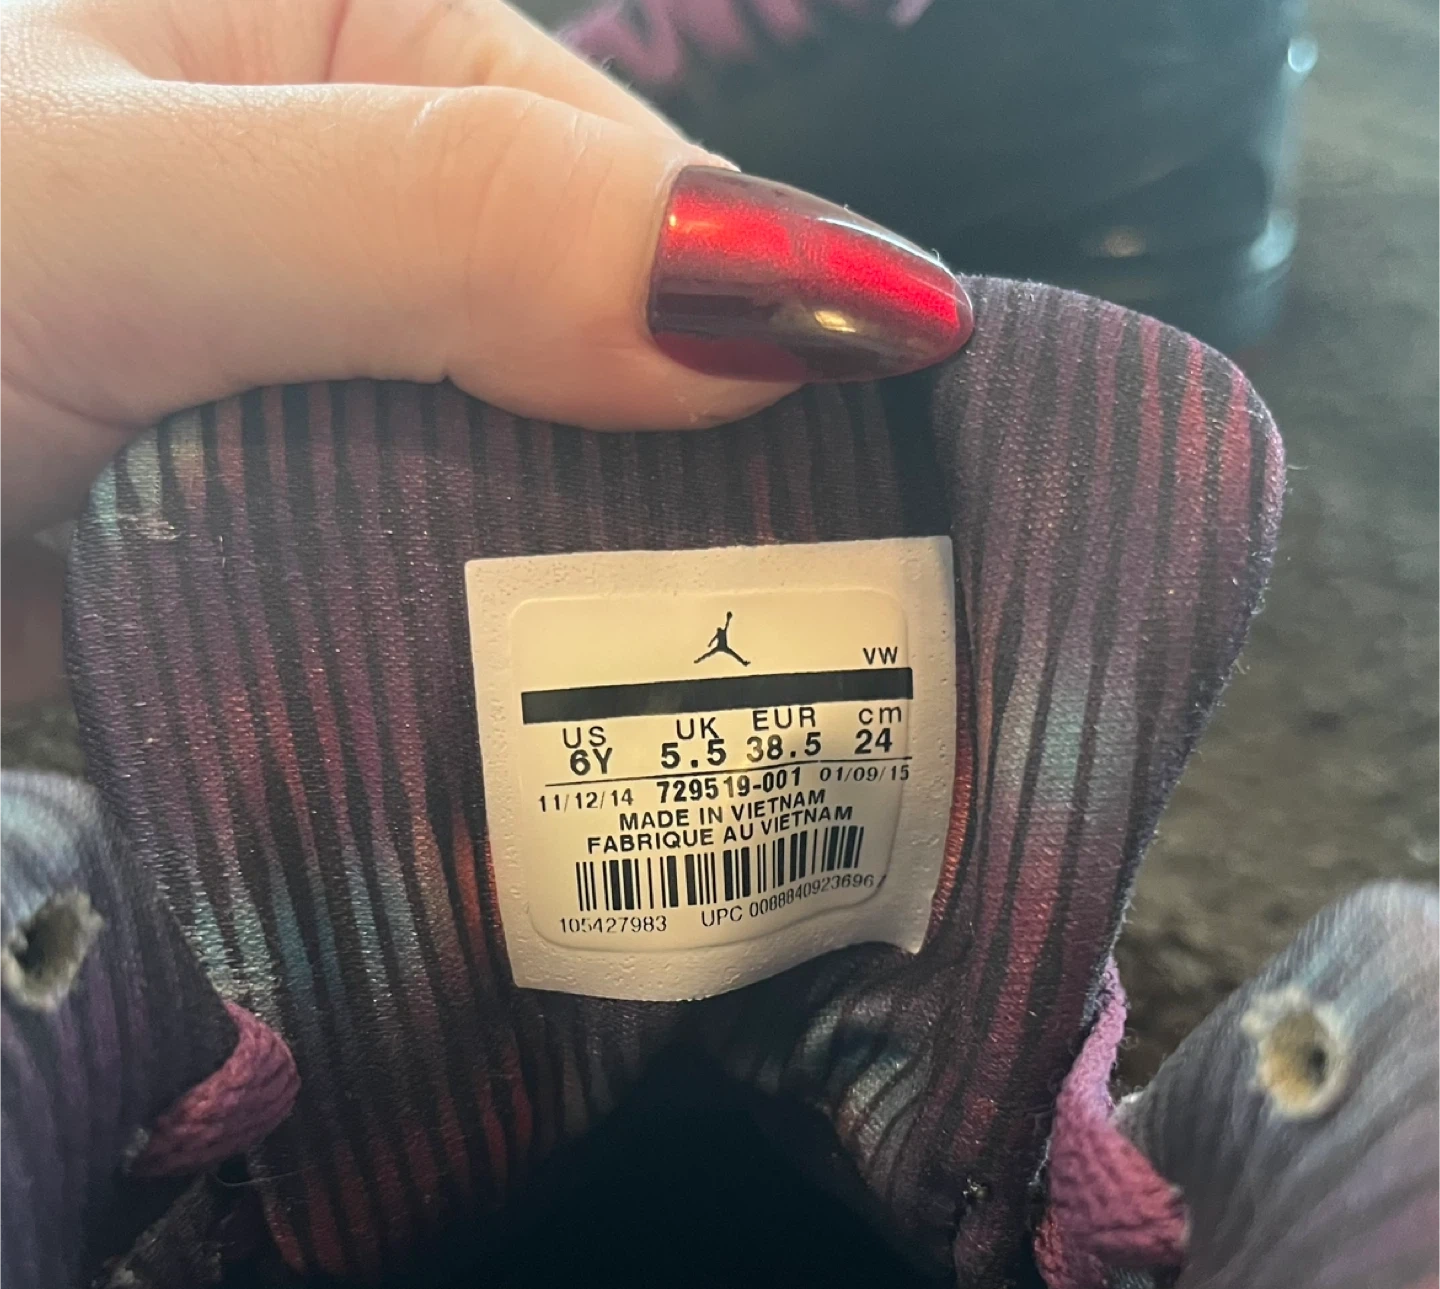 VW
US UK EUR cm
6Y 5.5 38.5 24
11/12/14 729519-001 01/09/15
MADE IN VIETNAM
FABRIQUE AU VIETNAM
105427983 UPC 00888409236967